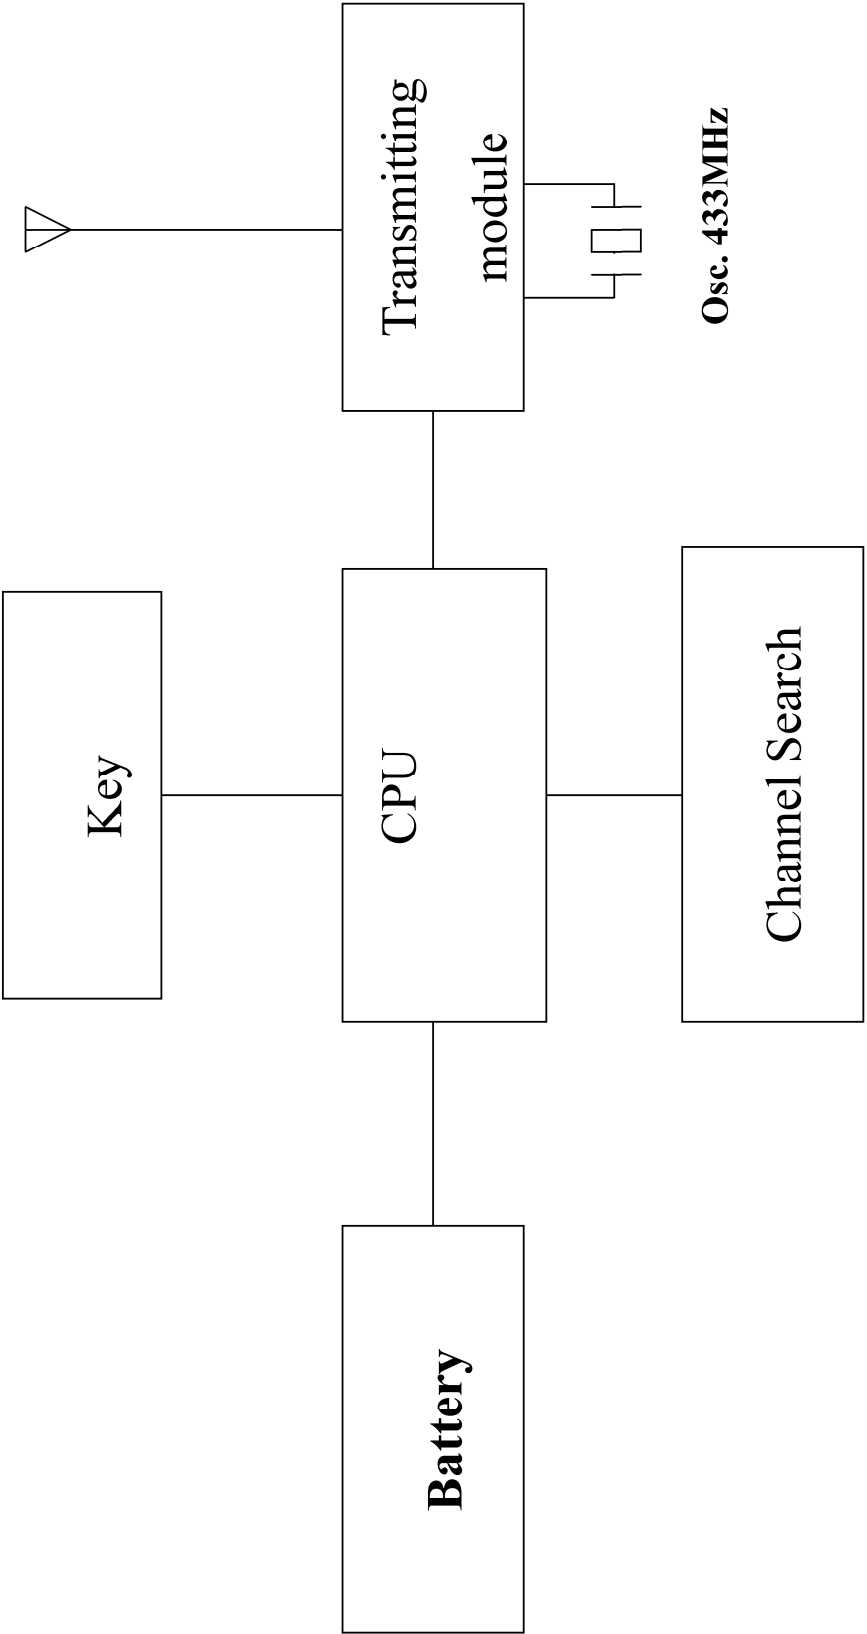 Key
Battery
CPU
Transmitting
module
Channel Search
Osc. 433MHz